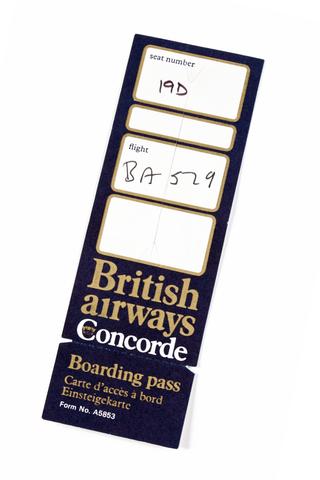 seat number
19D
flight
BA 529
British
airways
Concorde
Boarding pass
Carte d'accès à bord
Einsteigekarte
Form No. A5853